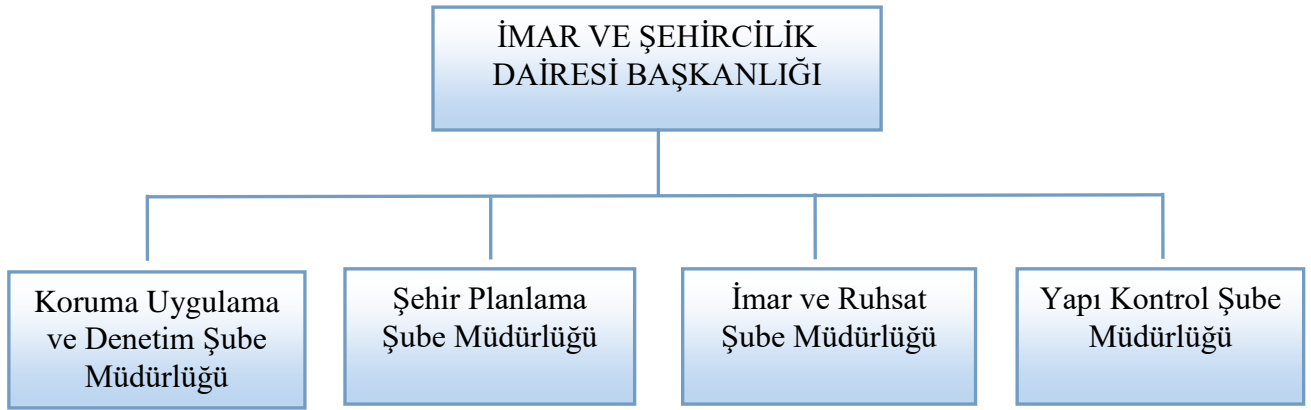 İMAR VE ŞEHİRCİLİK
DAİRESİ BAŞKANLIĞI
Koruma Uygulama
ve Denetim Şube
Müdürlüğü
Şehir Planlama
Şube Müdürlüğü
İmar ve Ruhsat
Şube Müdürlüğü
Yapı Kontrol Şube
Müdürlüğü